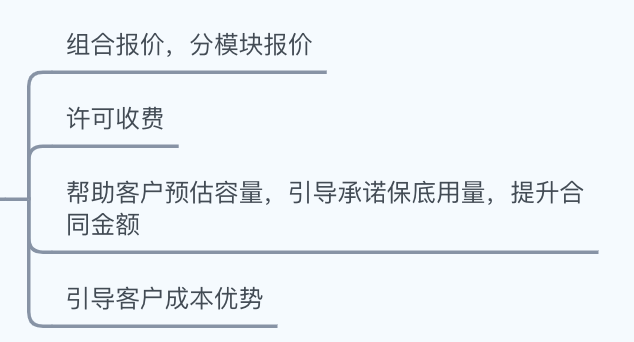 组合报价，分模块报价
许可收费
帮助客户预估容量，引导承诺保底用量，提升合
同金额
引导客户成本优势